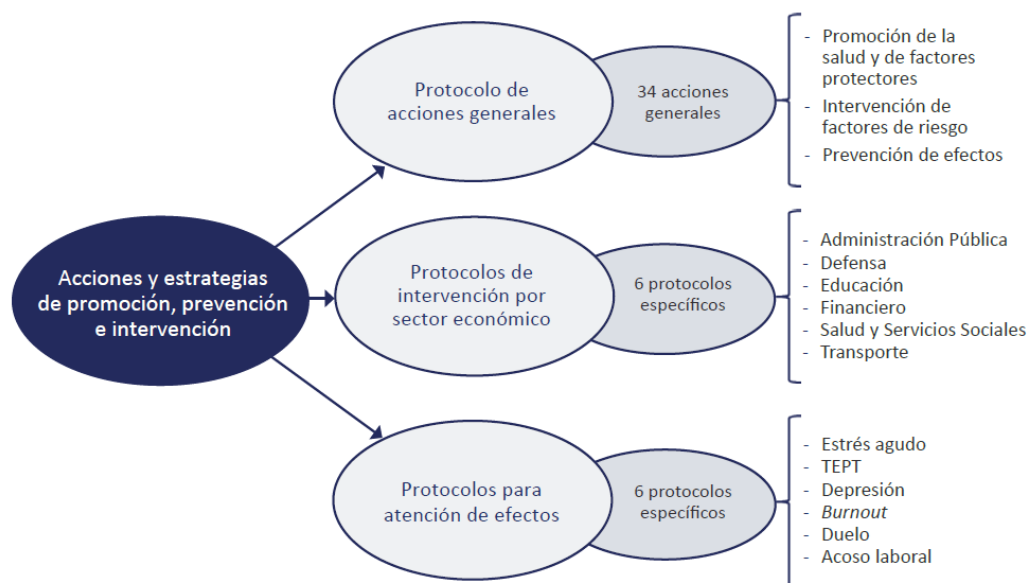 Acciones y estrategias
de promoción, prevención
e intervención
Protocolo de
acciones generales
34 acciones
generales
- Promoción de la
salud y de factores
protectores
- Intervención de
factores de riesgo
- Prevención de efectos
Protocolos de
intervención por
sector económico
6 protocolos
específicos
- Administración Pública
- Defensa
- Educación
- Financiero
- Salud y Servicios Sociales
- Transporte
Protocolos para
atención de efectos
6 protocolos
específicos
- Estrés agudo
- TEPT
- Depresión
- Burnout
- Duelo
- Acoso laboral